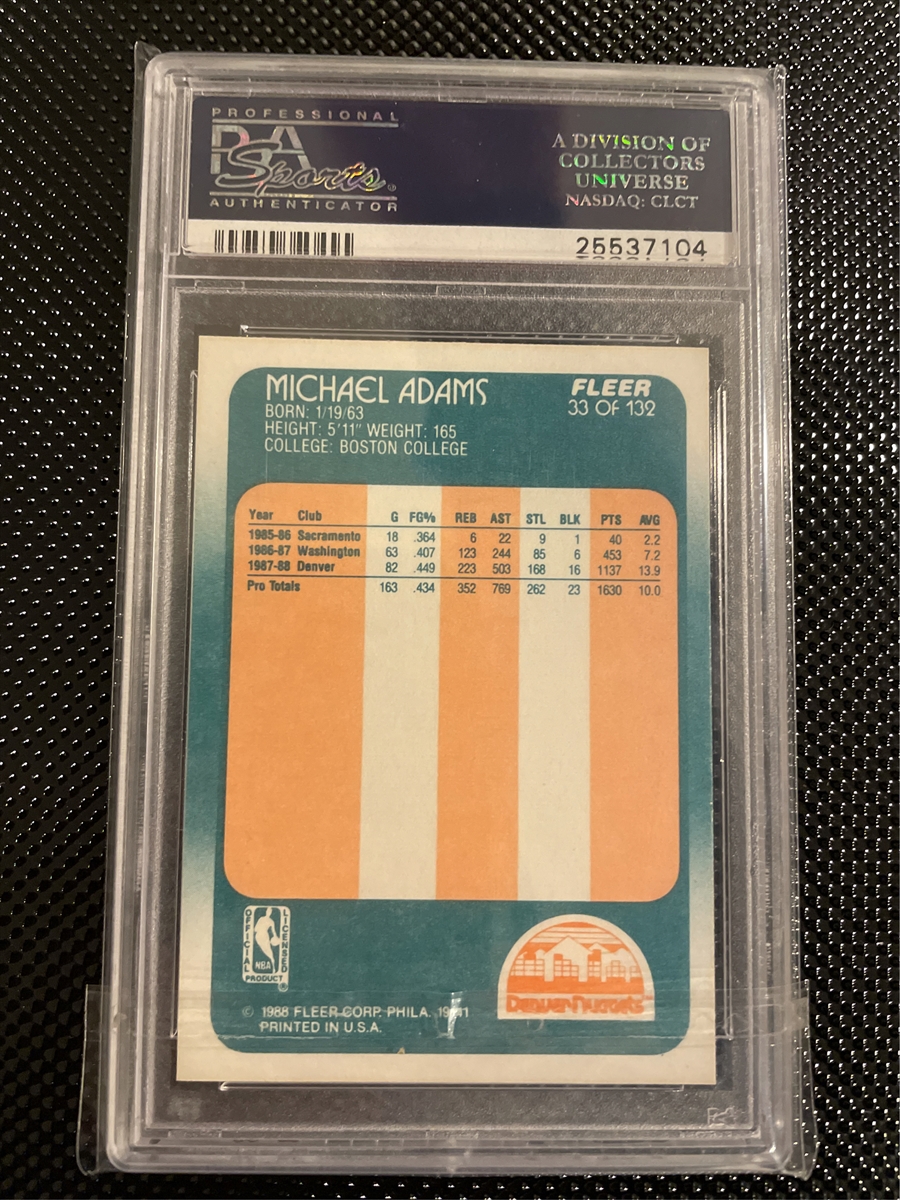 PROFESSIONAL
PSA
Sports
AUTHENTICATOR
A DIVISION OF
COLLECTORS
UNIVERSE
NASDAQ: CLCT
25537104
MICHAEL ADAMS
BORN: 1/19/63
HEIGHT: 5'11" WEIGHT: 165
COLLEGE: BOSTON COLLEGE
FLEER
33 OF 132
Year Club G FG% REB AST STL BLK PTS AVG
1985-86 Sacramento 18 .364 6 22 9 1 40 2.2
1986-87 Washington 63 .407 123 244 85 6 453 7.2
1987-88 Denver 82 .449 223 503 168 16 1137 13.9
Pro Totals 163 .434 352 769 262 23 1630 10.0
OFFICIAL
LICENSED
NBA
PRODUCT
®
Denver Nuggets
© 1988 FLEER CORP. PHILA. 19141
PRINTED IN U.S.A.